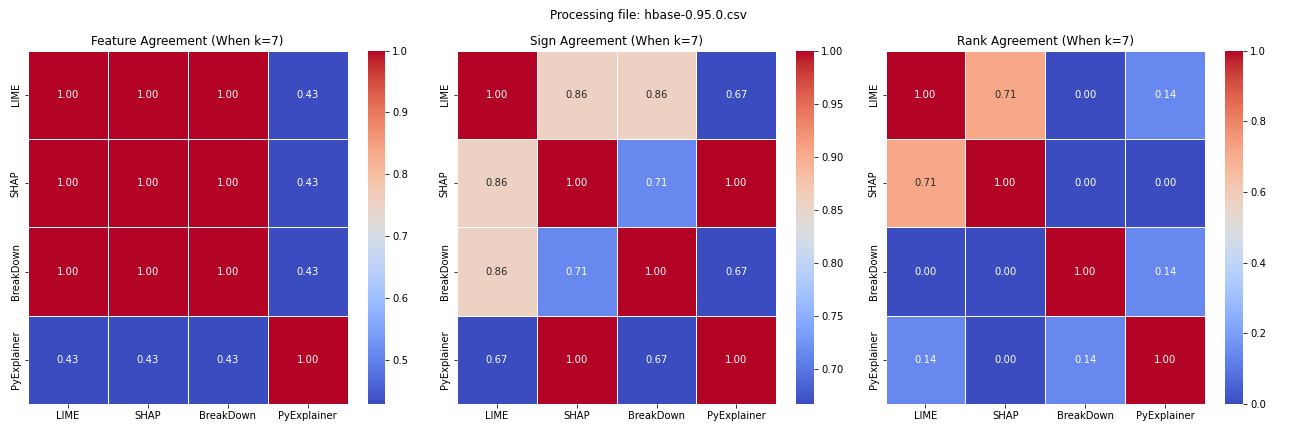 Processing file: hbase-0.95.0.csv
Feature Agreement (When k=7)
LIME
1.00 1.00 1.00 0.43
SHAP
1.00 1.00 1.00 0.43
BreakDown
1.00 1.00 1.00 0.43
PyExplainer
0.43 0.43 0.43 1.00
LIME SHAP BreakDown PyExplainer
1.0
0.9
0.8
0.7
0.6
0.5
Sign Agreement (When k=7)
LIME
1.00 0.86 0.86 0.67
SHAP
0.86 1.00 0.71 1.00
BreakDown
0.86 0.71 1.00 0.67
PyExplainer
0.67 1.00 0.67 1.00
LIME SHAP BreakDown PyExplainer
1.00
0.95
0.90
0.85
0.80
0.75
0.70
Rank Agreement (When k=7)
LIME
1.00 0.71 0.00 0.14
SHAP
0.71 1.00 0.00 0.00
BreakDown
0.00 0.00 1.00 0.14
PyExplainer
0.14 0.00 0.14 1.00
LIME SHAP BreakDown PyExplainer
1.0
0.8
0.6
0.4
0.2
0.0